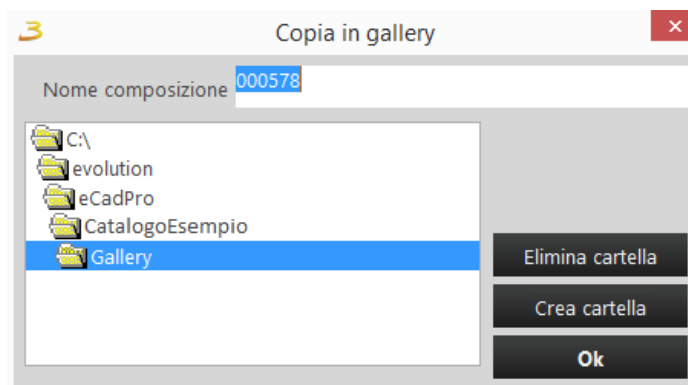 Copia in gallery
Nome composizione 000578
C:\
evolution
eCadPro
CatalogoEsempio
Gallery
Elimina cartella
Crea cartella
Ok